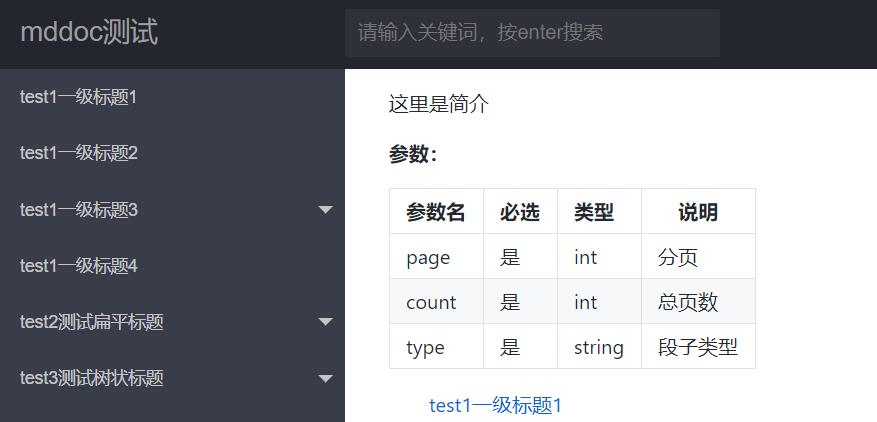 mddoc测试
请输入关键词，按enter搜索
test1一级标题1
test1一级标题2
test1一级标题3
test1一级标题4
test2测试扁平标题
test3测试树状标题
这里是简介
参数：
参数名 必选 类型 说明
page 是 int 分页
count 是 int 总页数
type 是 string 段子类型
test1一级标题1